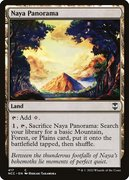 Naya Panorama
Land
{T}: Add {C}.
{1}, {T}, Sacrifice Naya Panorama: Search
your library for a basic Mountain,
Forest, or Plains card, put it onto the
battlefield tapped, then shuffle.
Between the thunderous footfalls of Naya's
behemoths lie moments of perfect quiet.